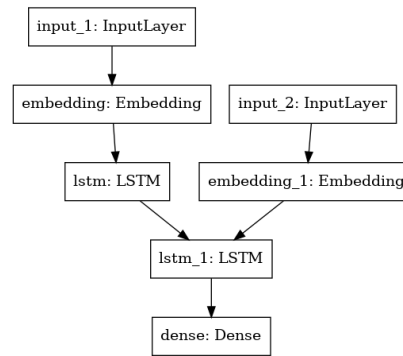 input_1: InputLayer
embedding: Embedding
input_2: InputLayer
lstm: LSTM
embedding_1: Embedding
lstm_1: LSTM
dense: Dense